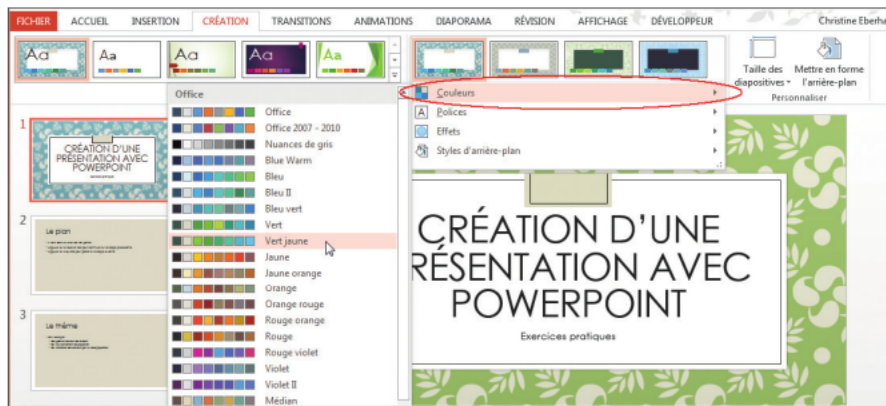 FICHIER ACCUEIL INSERTION CRÉATION TRANSITIONS ANIMATIONS DIAPORAMA RÉVISION AFFICHAGE DÉVELOPPEUR Christine Eberha
Aa Aa Aa Aa Aa
Taille des diapositives
Mettre en forme l'arrière-plan
Personnaliser
Couleurs
Polices
Effets
Styles d'arrière-plan
Office
Office
Office 2007 - 2010
Nuances de gris
Blue Warm
Bleu
Bleu II
Bleu vert
Vert
Vert jaune
Jaune
Jaune orange
Orange
Orange rouge
Rouge orange
Rouge
Rouge violet
Violet
Violet II
Médian
1
CRÉATION D'UNE
PRÉSENTATION AVEC
POWERPOINT
2
Le plan
3
Le thème
CRÉATION D'UNE
RÉSENTATION AVEC
POWERPOINT
Exercices pratiques